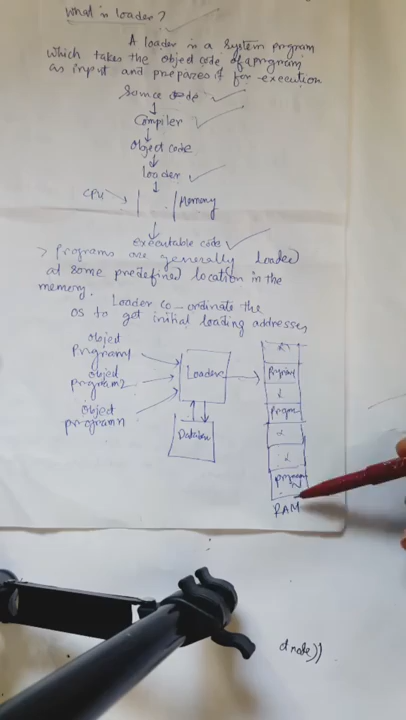 What is loader?
A loader is a system program
which takes the object code of a program
as input and prepares it for execution
Source code
Compiler
Object code
Loader
CPU
Memory
executable code
> Programs are generally Loaded
at some predefined location in the
memory.
Loader co-ordinate the
OS to get initial loading addresses
Object
Program1
Object
program2
Object
program n
Loader
Program
Program
RAM